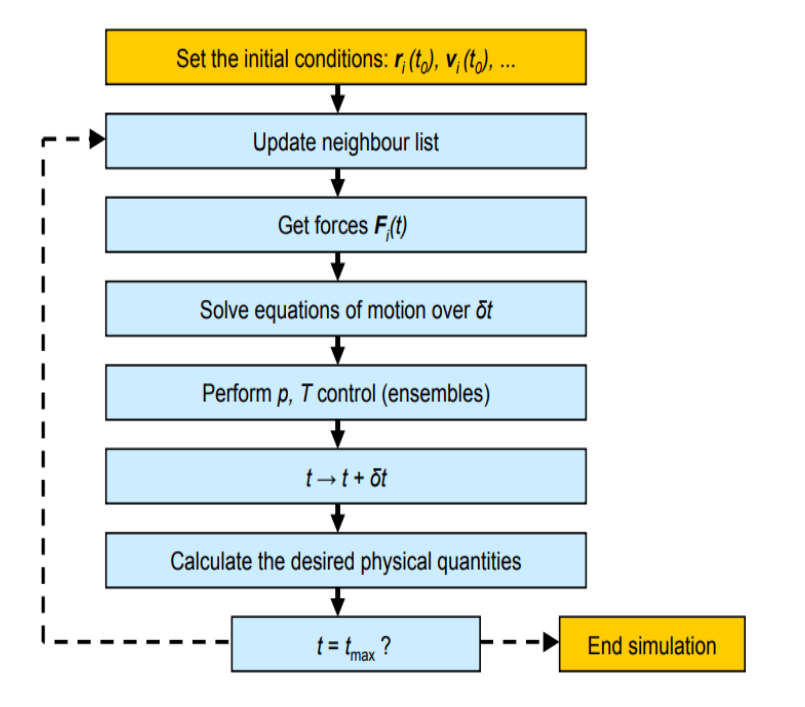 Set the initial conditions: rᵢ(t₀), vᵢ(t₀), ...
Update neighbour list
Get forces Fᵢ(t)
Solve equations of motion over δt
Perform p, T control (ensembles)
t → t + δt
Calculate the desired physical quantities
t = tmax ?
End simulation